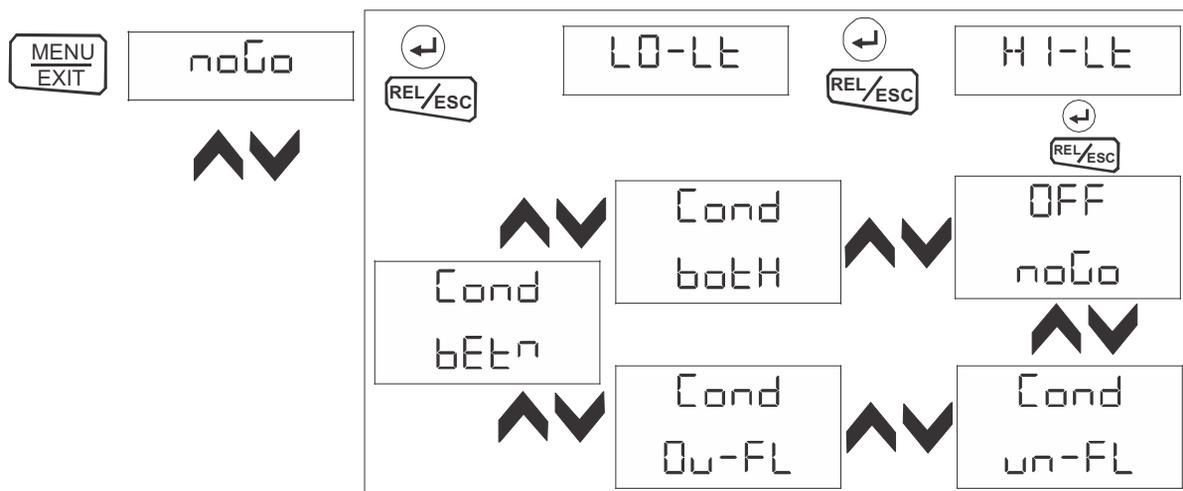 MENU
EXIT
noGo
REL/ESC
LO-Lt
REL/ESC
HI-Lt
REL/ESC
Cond
botH
OFF
noGo
Cond
bEtn
Cond
Ov-FL
Cond
un-FL